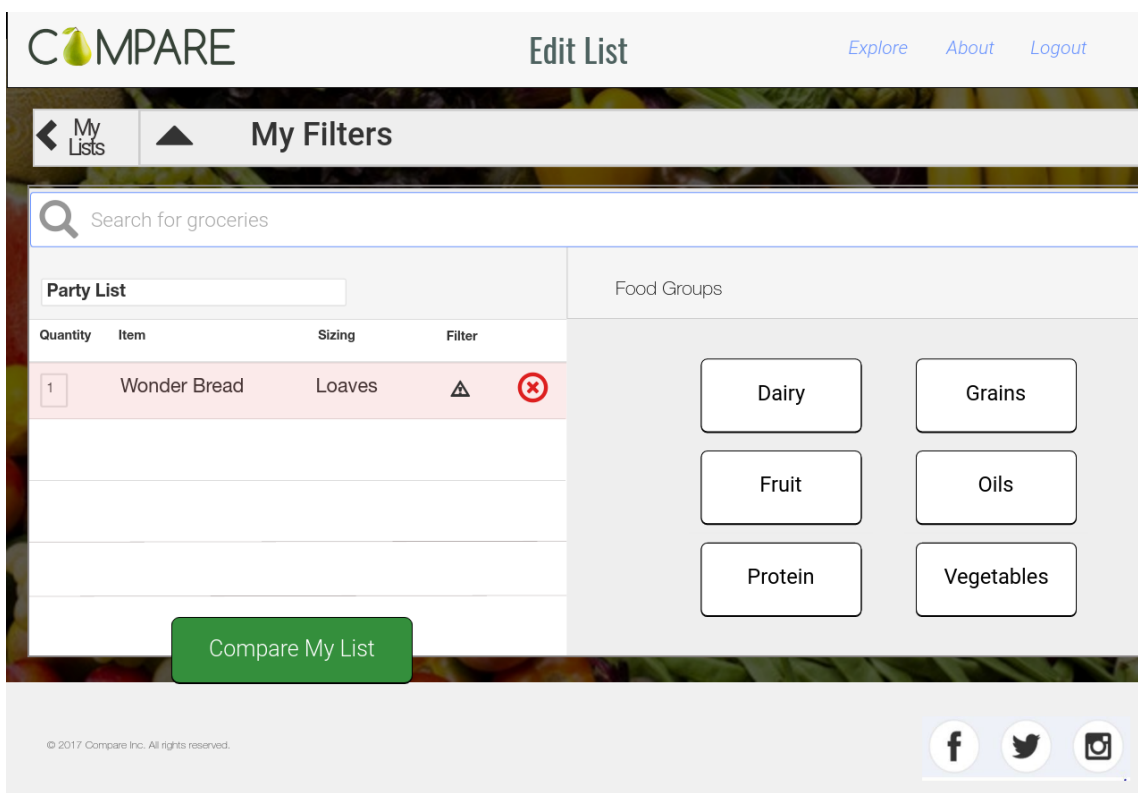 COMPARE
Edit List
Explore About Logout
My Lists
My Filters
Search for groceries
Party List
Food Groups
Quantity Item Sizing Filter
1 Wonder Bread Loaves
Dairy Grains
Fruit Oils
Protein Vegetables
Compare My List
© 2017 Compare Inc. All rights reserved.